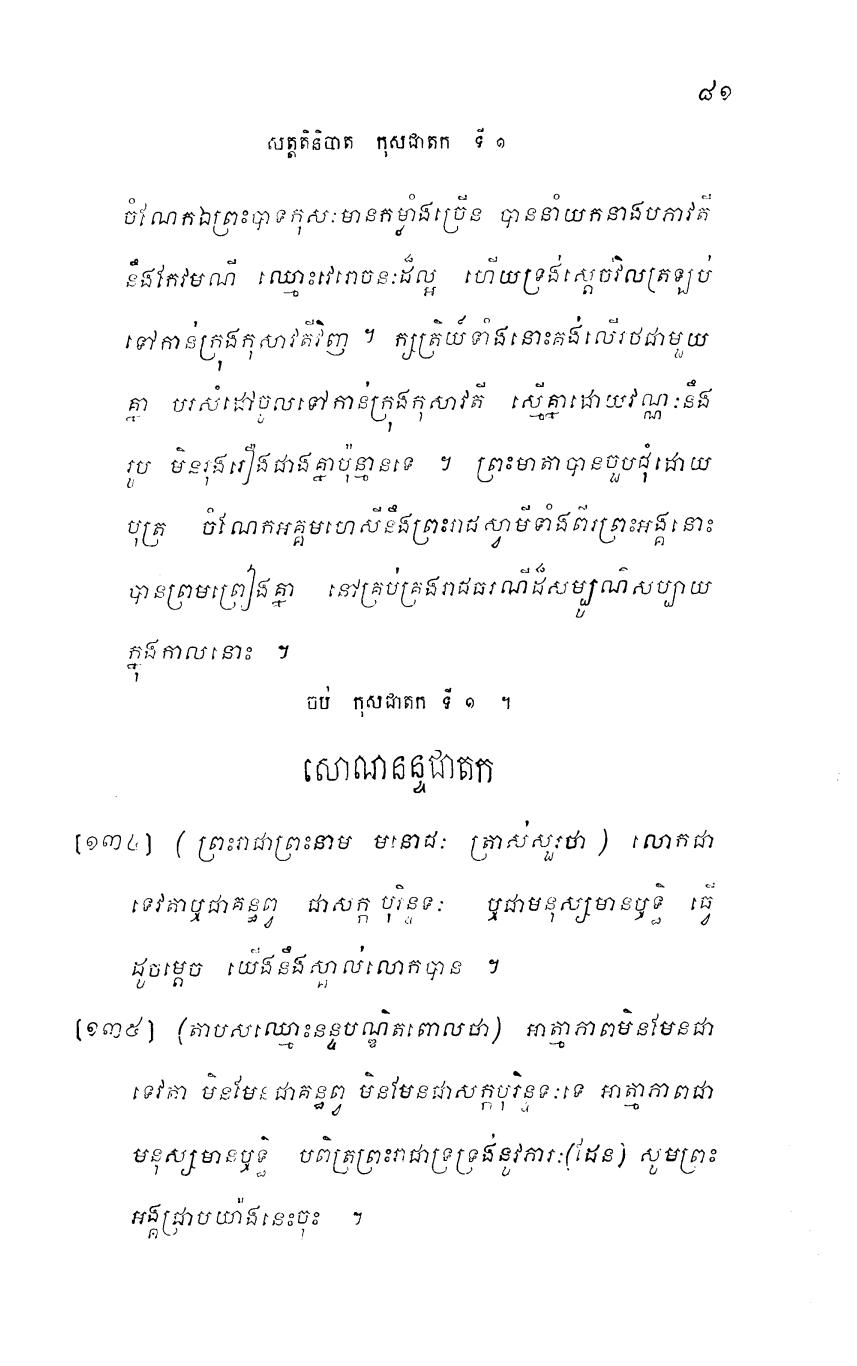 ៨១
សត្តតិនិបាត កុសជាតក ទី ១
ចំណែកឯព្រះបាទកុសៈមានកម្លាំងច្រើន បាននាំយកនាងបភាវតី
នឹងកែវមណី ឈ្មោះវេរោចនៈដ៏ល្អ ហើយទ្រង់ស្តេចវិលត្រឡប់
ទៅកាន់ក្រុងកុសាវតីវិញ ។ ក្សត្រិយ៍ទាំងនោះគង់លើរថជាមួយ
គ្នា បរសំដៅចូលទៅកាន់ក្រុងកុសាវតី ស្មើគ្នាដោយវណ្ណៈនឹង
រូប មិនរុងរឿងជាងគ្នាប៉ុន្មានទេ ។ ព្រះមាតាបានចួបជុំដោយ
បុត្រ ចំណែកអគ្គមហេសីនឹងព្រះរាជស្វាមីទាំងពីរព្រះអង្គនោះ
បានព្រមព្រៀងគ្នា នៅគ្រប់គ្រងរាជធរណីដ៏សម្បូណ៌សប្បាយ
ក្នុងកាលនោះ ។
ចប់ កុសជាតក ទី ១ ។
សោណនន្ទជាតក
[១៣៤] (ព្រះរាជាព្រះនាម មនោជៈ ត្រាស់សួរថា) លោកជា
ទេវតាឬជាគន្ធព្វ ជាសក្កបុរិន្ទទៈ ឬជាមនុស្សមានឫទ្ធិ ធ្វើ
ដូចម្តេច យើងនឹងស្គាល់លោកបាន ។
[១៣៥] (តាបសឈ្មោះនន្ទបណ្ឌិតពោលថា) អាត្មាភាពមិនមែនជា
ទេវតា មិនមែនជាគន្ធព្វ មិនមែនជាសក្កបុរិន្ទទៈទេ អាត្មាភាពជា
មនុស្សមានឫទ្ធិ បពិត្រព្រះរាជាទ្រទ្រង់នូវភារៈ(ដែន) សូមព្រះ
អង្គជ្រាបយ៉ាងនេះចុះ ។